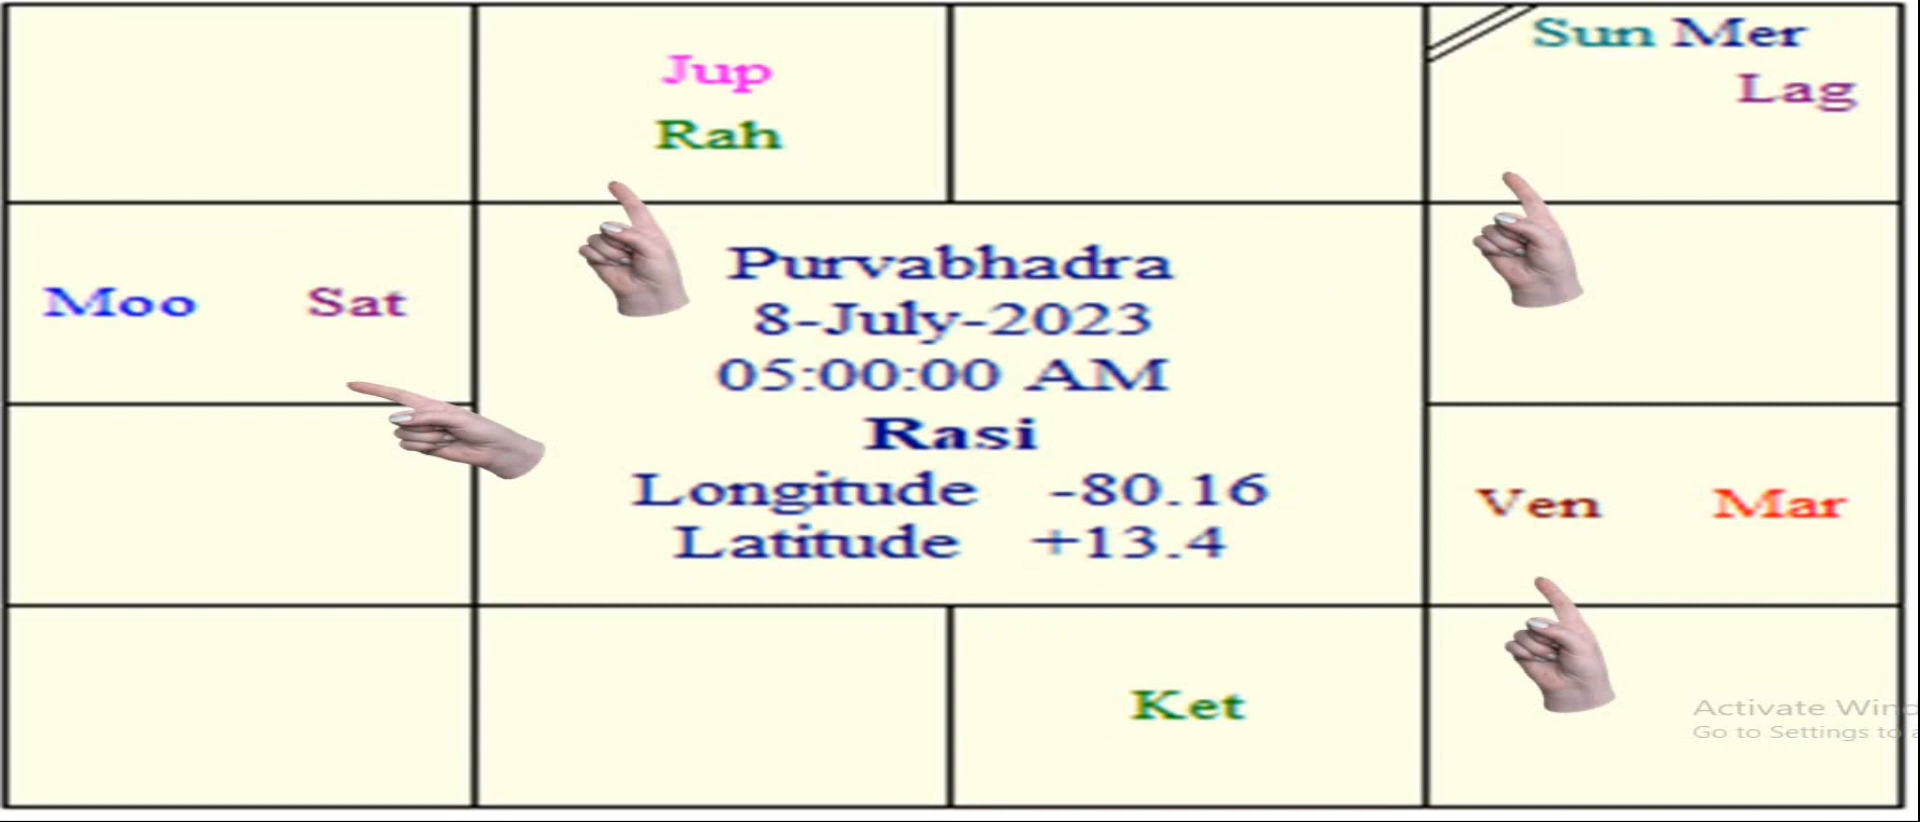 Jup
Rah
Sun Mer
Lag
Moo Sat
Purvabhadra
8-July-2023
05:00:00 AM
Rasi
Longitude -80.16
Latitude +13.4
Ven Mar
Ket
Activate Win
Go to Settings to a